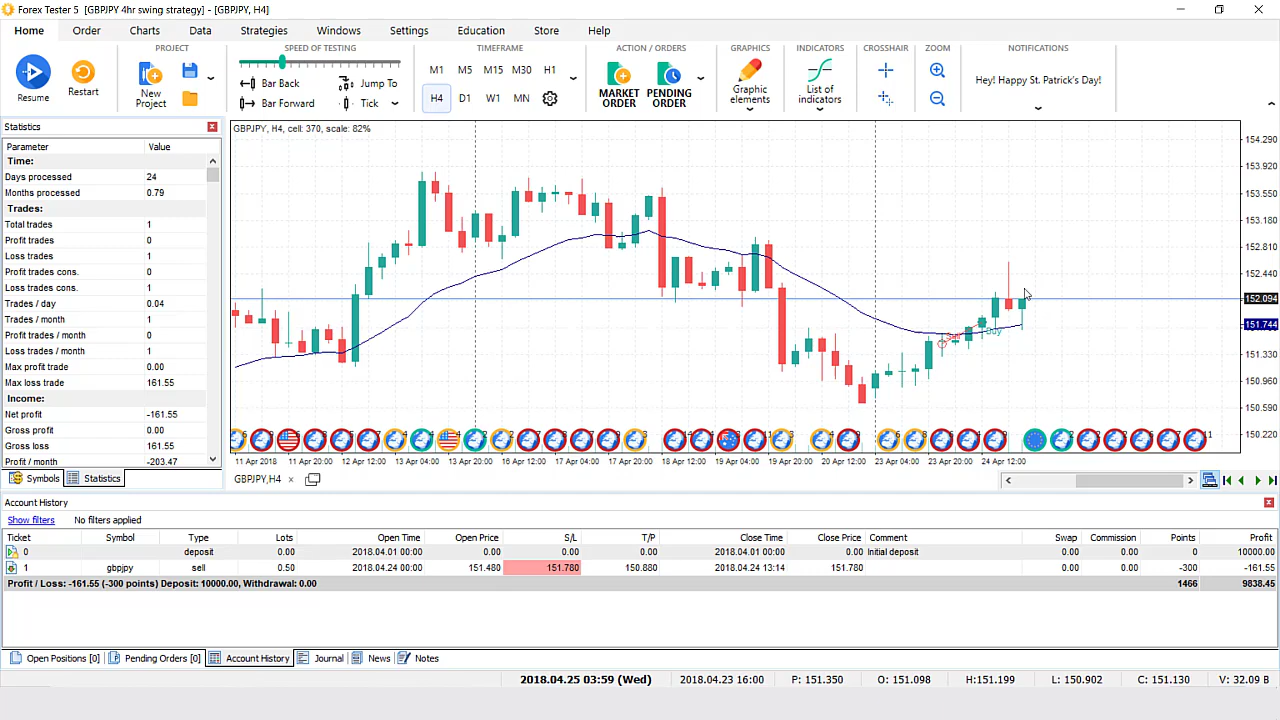 Forex Tester 5 [GBPJPY 4hr swing strategy] - [GBPJPY, H4]
Home Order Charts Data Strategies Windows Settings Education Store Help
PROJECT SPEED OF TESTING TIMEFRAME ACTION / ORDERS GRAPHICS INDICATORS CROSSHAIR ZOOM NOTIFICATIONS
Resume Restart New Project
Bar Back Jump To
Bar Forward Tick
M1 M5 M15 M30 H1
H4 D1 W1 MN
MARKET ORDER PENDING ORDER
Graphic elements
List of indicators
Hey! Happy St. Patrick's Day!
Statistics
Parameter Value
Time:
Days processed 24
Months processed 0.79
Trades:
Total trades 1
Profit trades 0
Loss trades 1
Profit trades cons. 0
Loss trades cons. 1
Trades / day 0.04
Trades / month 1
Profit trades / month 0
Loss trades / month 1
Max profit trade 0.00
Max loss trade 161.55
Income:
Net profit -161.55
Gross profit 0.00
Gross loss 161.55
Profit / month -203.47
Symbols Statistics
GBPJPY, H4, cell: 370, scale: 82%
154.290
153.920
153.550
153.180
152.810
152.440
152.094
151.744
151.330
150.960
150.590
150.220
Buy
11 Apr 2018 11 Apr 20:00 12 Apr 12:00 13 Apr 04:00 13 Apr 20:00 16 Apr 12:00 17 Apr 04:00 17 Apr 20:00 18 Apr 12:00 19 Apr 04:00 19 Apr 20:00 20 Apr 12:00 23 Apr 04:00 23 Apr 20:00 24 Apr 12:00
GBPJPY,H4 ×
Account History
Show filters No filters applied
Ticket Symbol Type Lots Open Time Open Price S/L T/P Close Time Close Price Comment Swap Commission Points Profit
0 deposit 0.00 2018.04.01 00:00 0.00 0.00 0.00 2018.04.01 00:00 0.00 Initial deposit 0.00 0.00 0 10000.00
1 gbpjpy sell 0.50 2018.04.24 00:00 151.480 151.780 150.880 2018.04.24 13:14 151.780 0.00 0.00 -300 -161.55
Profit / Loss: -161.55 (-300 points) Deposit: 10000.00, Withdrawal: 0.00 1466 9838.45
Open Positions [0] Pending Orders [0] Account History Journal News Notes
2018.04.25 03:59 (Wed) 2018.04.23 16:00 P: 151.350 O: 151.098 H:151.199 L: 150.902 C: 151.130 V: 32.09 B